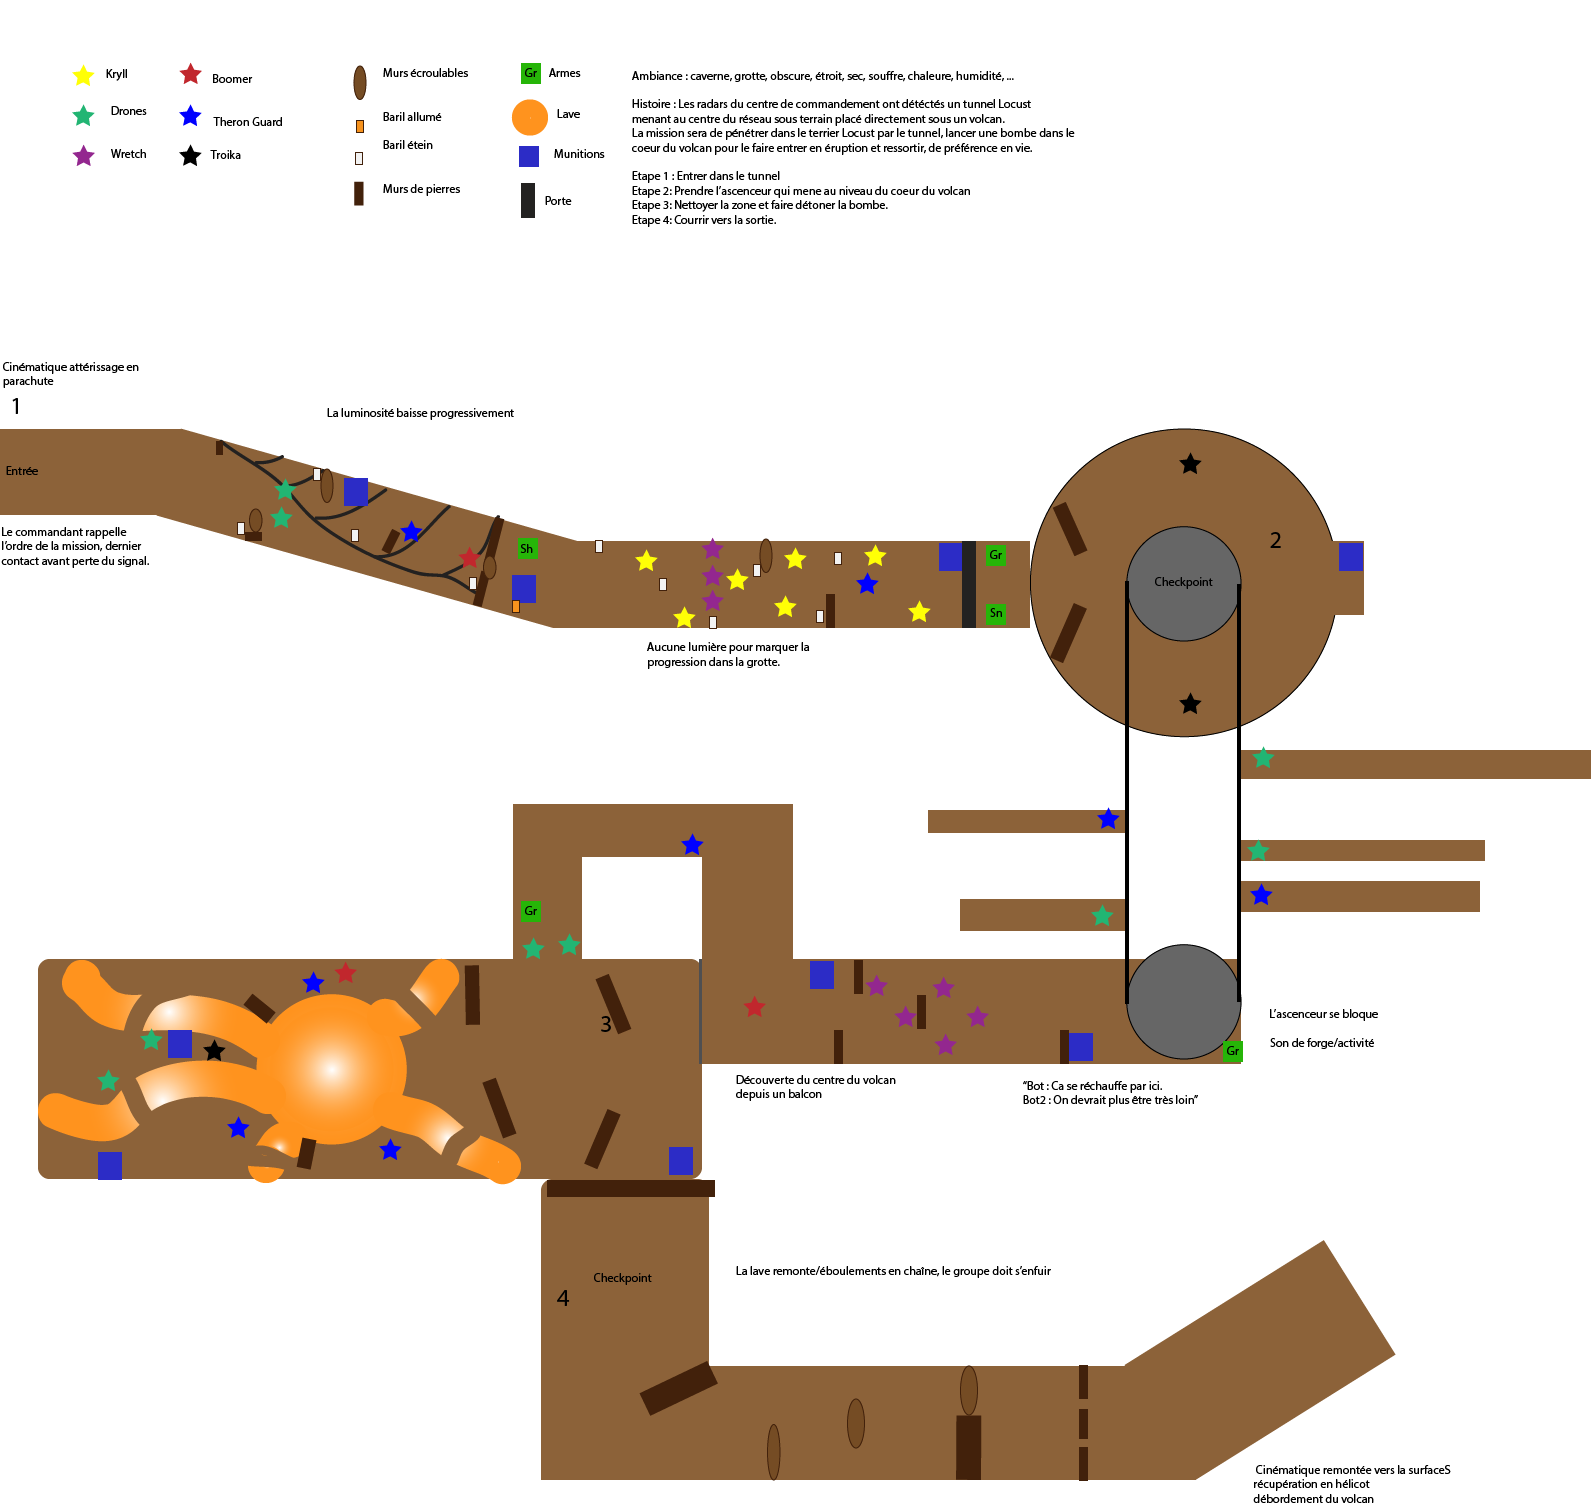 Kryll
Boomer
Murs écroulables
Gr
Armes
Drones
Theron Guard
Baril allumé
Lave
Baril étein
Wretch
Troika
Munitions
Murs de pierres
Porte
Ambiance : caverne, grotte, obscure, étroit, sec, souffre, chaleure, humidité, ...
Histoire : Les radars du centre de commandement ont détéctés un tunnel Locust
menant au centre du réseau sous terrain placé directement sous un volcan.
La mission sera de pénétrer dans le terrier Locust par le tunnel, lancer une bombe dans le
coeur du volcan pour le faire entrer en éruption et ressortir, de préférence en vie.
Etape 1 : Entrer dans le tunnel
Etape 2: Prendre l'ascenceur qui mene au niveau du coeur du volcan
Etape 3: Nettoyer la zone et faire détoner la bombe.
Etape 4: Courrir vers la sortie.
Cinématique attérissage en
parachute
1
La luminosité baisse progressivement
Entrée
Le commandant rappelle
l'ordre de la mission, dernier
contact avant perte du signal.
Sh
Gr
Sn
2
Checkpoint
Aucune lumière pour marquer la
progression dans la grotte.
Gr
3
L'ascenceur se bloque
Son de forge/activité
Gr
Découverte du centre du volcan
depuis un balcon
"Bot : Ca se réchauffe par ici.
Bot2 : On devrait plus être très loin"
Checkpoint
4
La lave remonte/éboulements en chaîne, le groupe doit s'enfuir
Cinématique remontée vers la surfaceS
récupération en hélicot
débordement du volcan